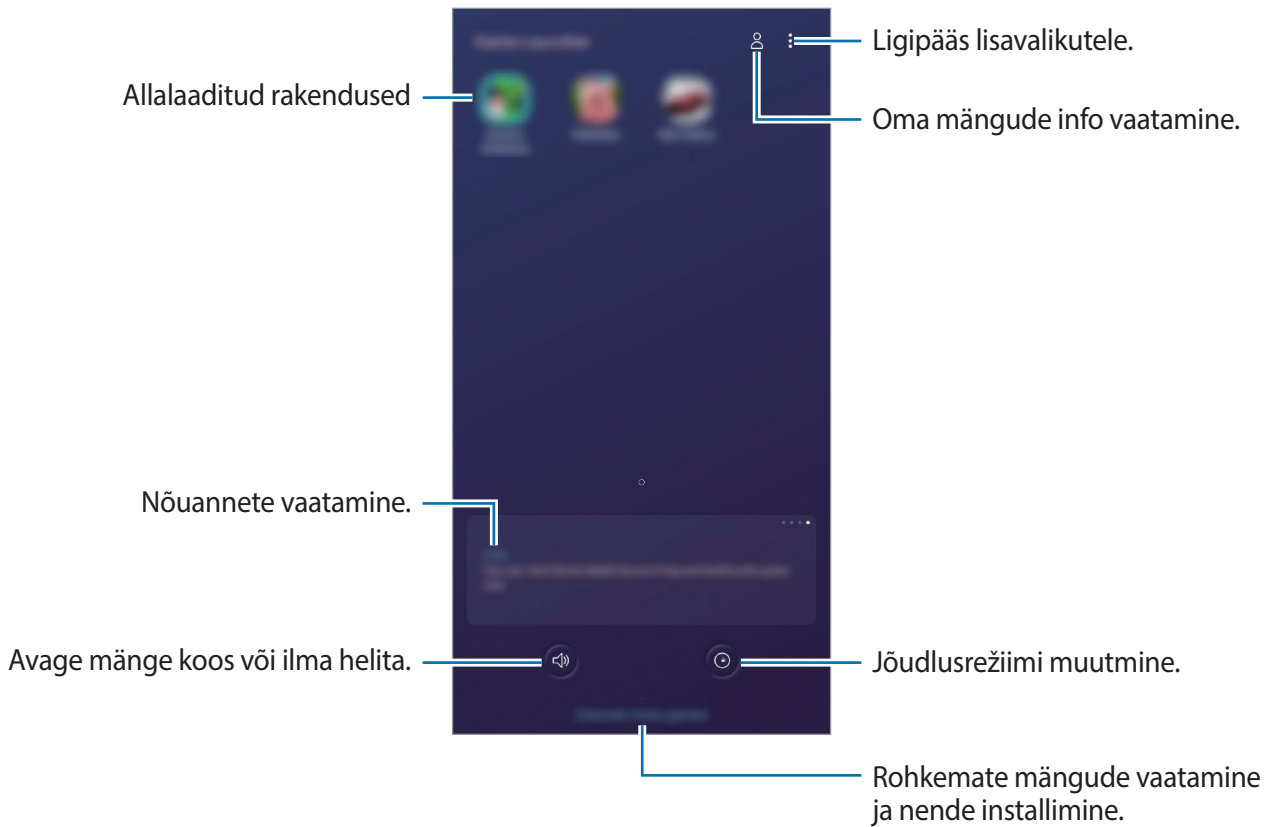 Ligipääs lisavalikutele.
Allalaaditud rakendused
Oma mängude info vaatamine.
Nõuannete vaatamine.
Avage mänge koos või ilma helita.
Jõudlusrežiimi muutmine.
Rohkemate mängude vaatamine
ja nende installimine.